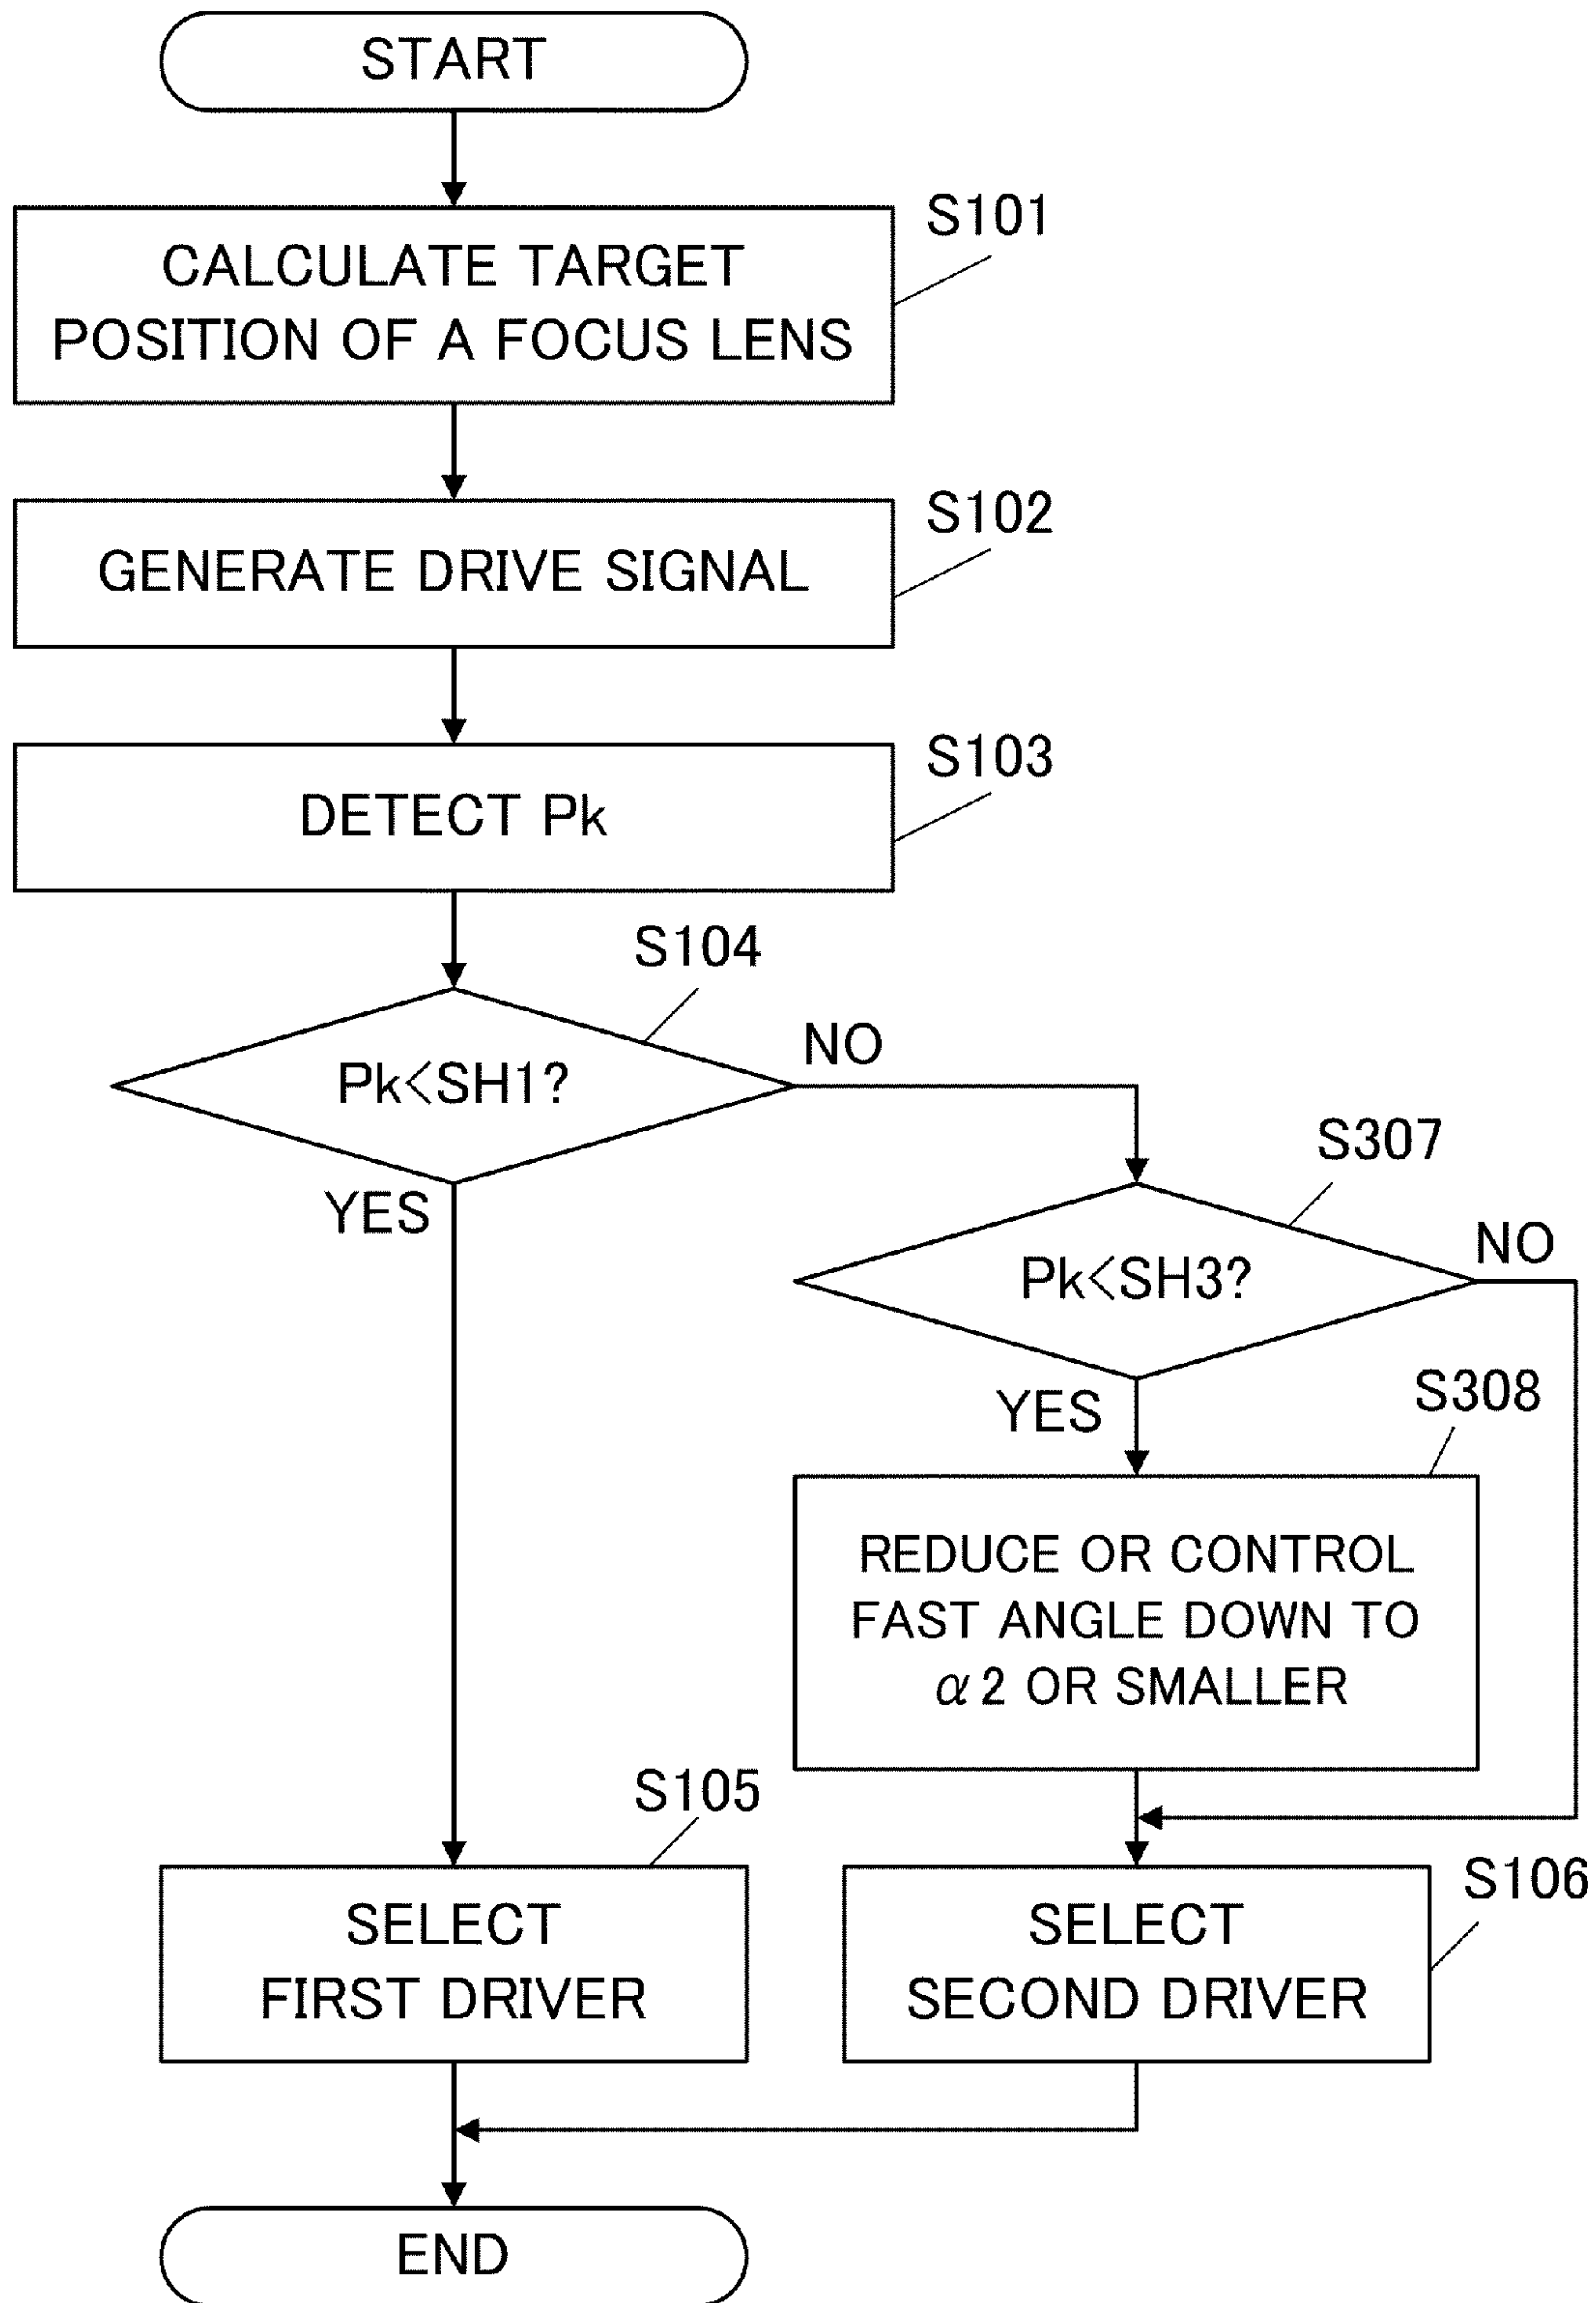 START
S101
CALCULATE TARGET
POSITION OF A FOCUS LENS
S102
GENERATE DRIVE SIGNAL
S103
DETECT Pk
S104
Pk<SH1?
NO
YES
S307
Pk<SH3?
NO
YES
S308
REDUCE OR CONTROL
FAST ANGLE DOWN TO
α2 OR SMALLER
S105
SELECT
FIRST DRIVER
S106
SELECT
SECOND DRIVER
END